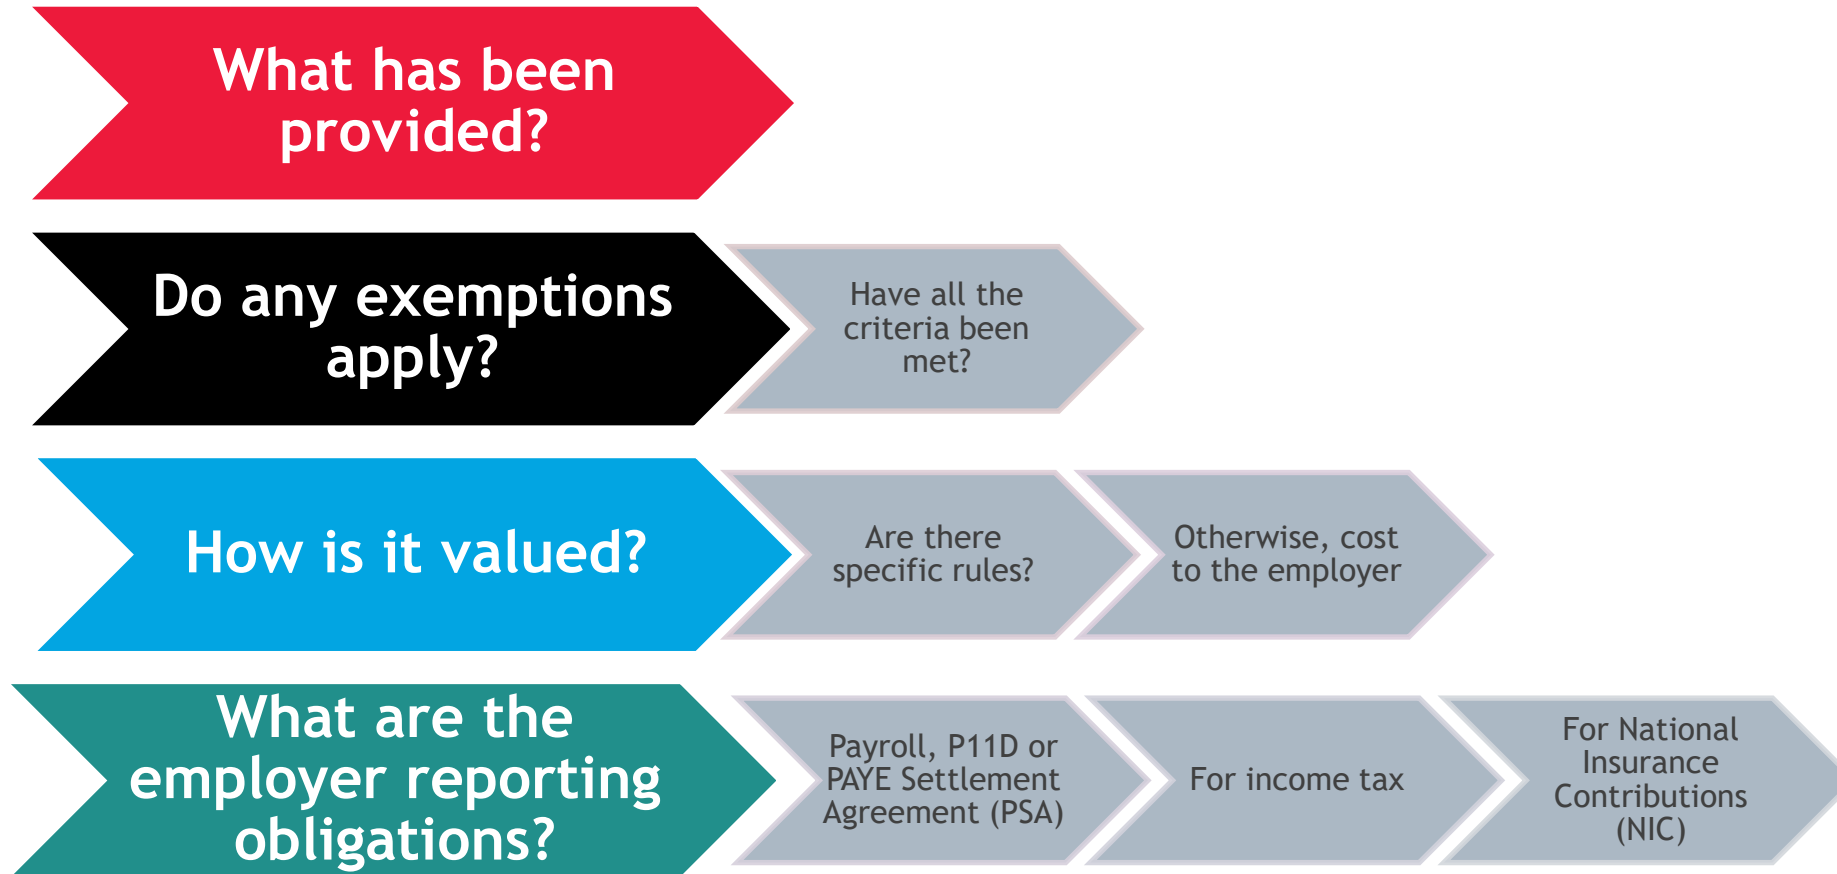 What has been
provided?
Do any exemptions
apply?
Have all the
criteria been
met?
How is it valued?
Are there
specific rules?
Otherwise, cost
to the employer
What are the
employer reporting
obligations?
Payroll, P11D or
PAYE Settlement
Agreement (PSA)
For income tax
For National
Insurance
Contributions
(NIC)